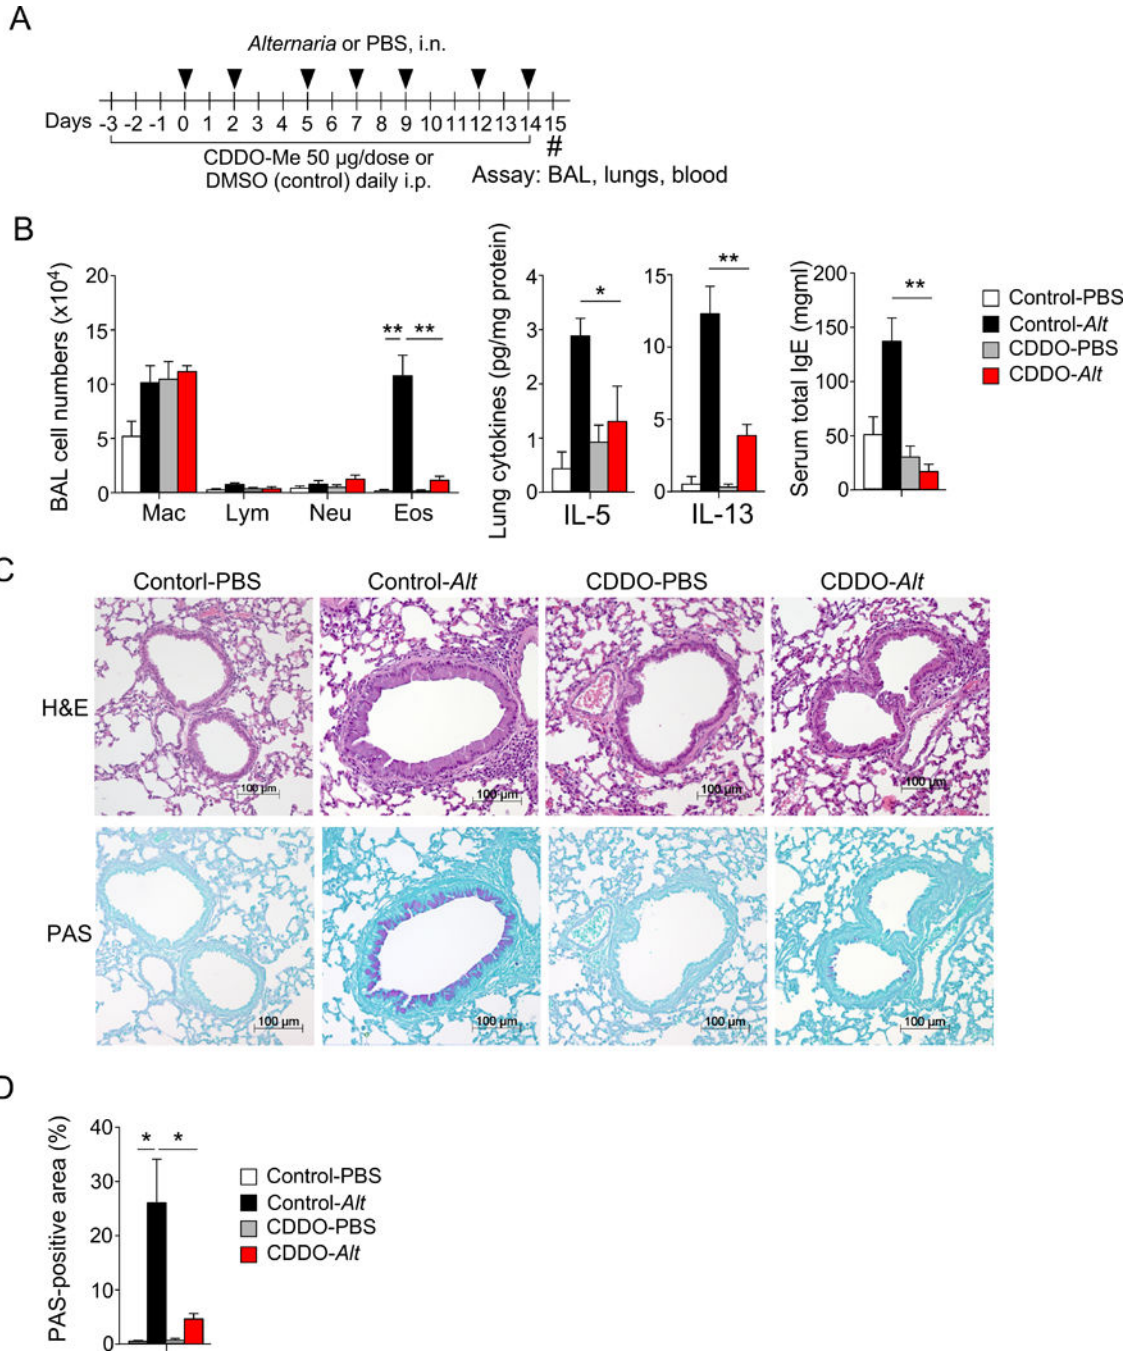 A
Alternaria or PBS, i.n.
Days -3 -2 -1 0 1 2 3 4 5 6 7 8 9 10 11 12 13 14 15
#
CDDO-Me 50 µg/dose or
DMSO (control) daily i.p.
Assay: BAL, lungs, blood
B
BAL cell numbers (x10⁴)
20
15
10
5
0
** **
Mac Lym Neu Eos
Lung cytokines (pg/mg protein)
4
3
2
1
0
*
IL-5
15
10
5
0
**
IL-13
Serum total IgE (mgml)
200
150
100
50
0
**
Control-PBS
Control-Alt
CDDO-PBS
CDDO-Alt
C
Contorl-PBS Control-Alt CDDO-PBS CDDO-Alt
H&E
100 µm 100 µm 100 µm 100 µm
PAS
100 µm 100 µm 100 µm 100 µm
D
PAS-positive area (%)
40
30
20
10
0
* *
Control-PBS
Control-Alt
CDDO-PBS
CDDO-Alt